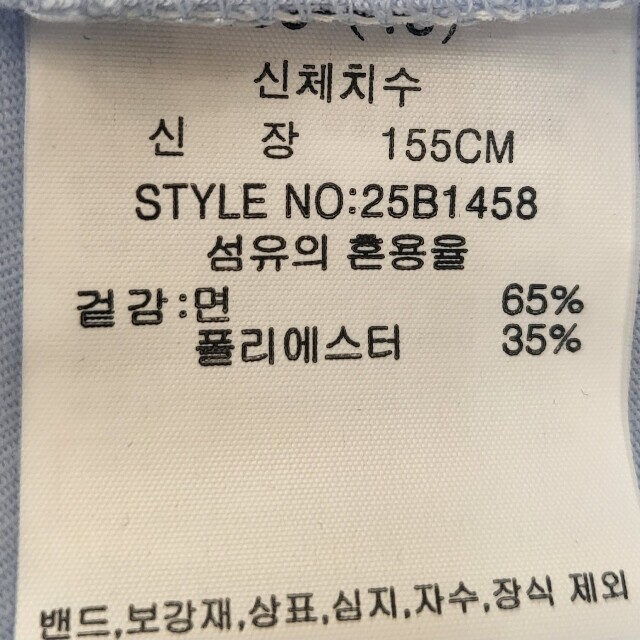 신체치수
신 장 155CM
STYLE NO:25B1458
섬유의 혼용율
겉감:면 65%
폴리에스터 35%
밴드,보강재,상표,심지,자수,장식 제외